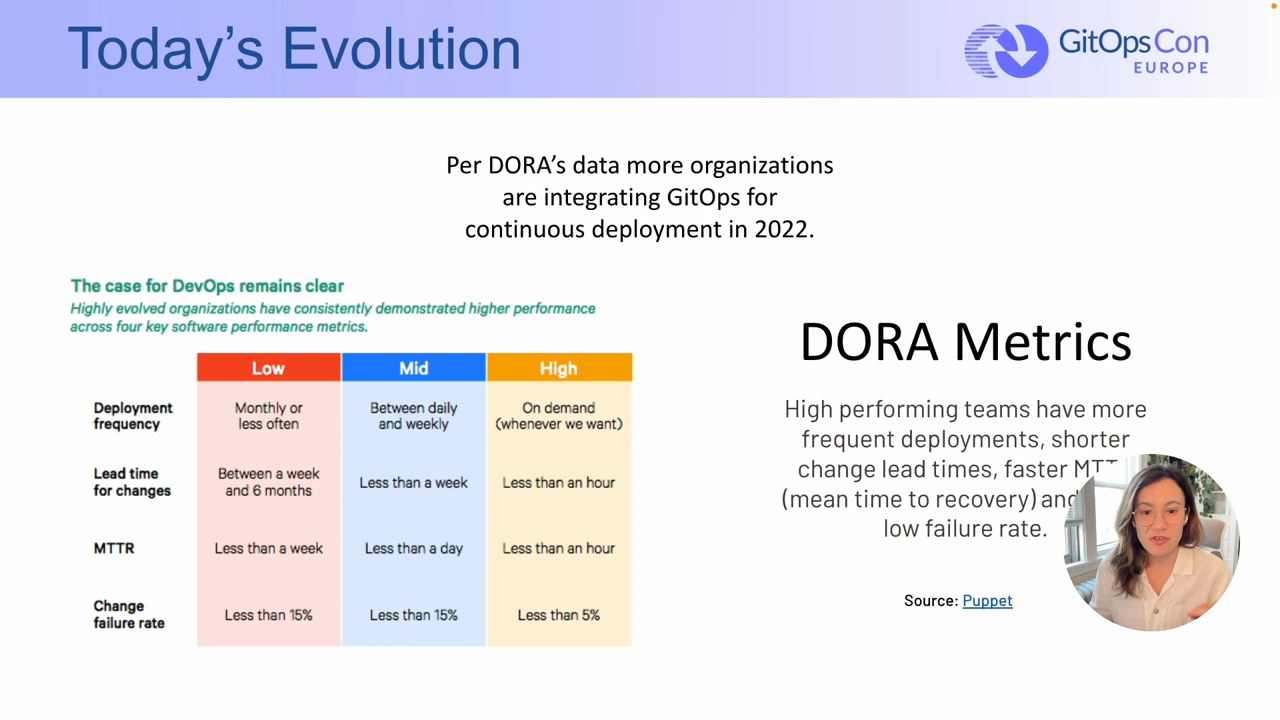 Today's Evolution
GitOpsCon
EUROPE
Per DORA's data more organizations
are integrating GitOps for
continuous deployment in 2022.
The case for DevOps remains clear
Highly evolved organizations have consistently demonstrated higher performance
across four key software performance metrics.
Low Mid High
Deployment frequency
Monthly or less often
Between daily and weekly
On demand (whenever we want)
Lead time for changes
Between a week and 6 months
Less than a week
Less than an hour
MTTR
Less than a week
Less than a day
Less than an hour
Change failure rate
Less than 15%
Less than 15%
Less than 5%
DORA Metrics
High performing teams have more
frequent deployments, shorter
change lead times, faster
(mean time to recovery) and
low failure rate.
Source: Puppet